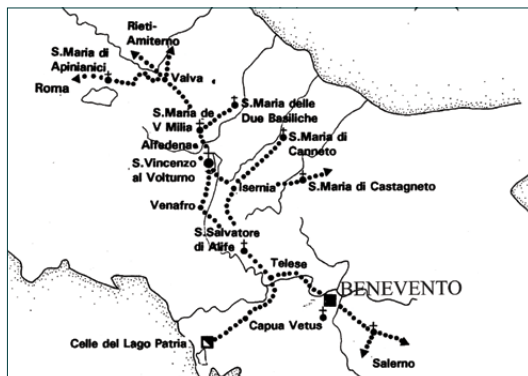 Rieti-
Amiterno
S.Maria di
Apinianici
Roma
Valva
S.Maria delle
Due Basiliche
S.Maria de
V Milia
S.Maria di
Canneto
Alfedena
S.Vincenzo
al Volturno
Isernia
S.Maria di Castagneto
Venafro
S.Salvatore
di Alife
Telese
BENEVENTO
Capua Vetus
Celle del Lago Patria
Salerno